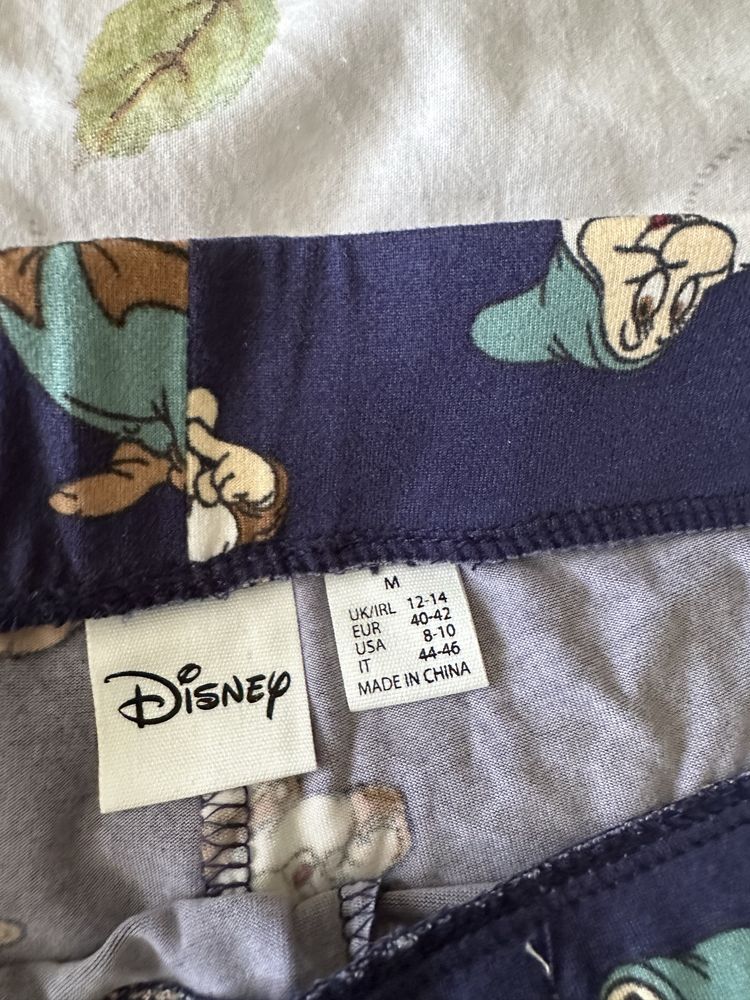 Disney
M
UK/IRL 12-14
EUR 40-42
USA 8-10
IT 44-46
MADE IN CHINA